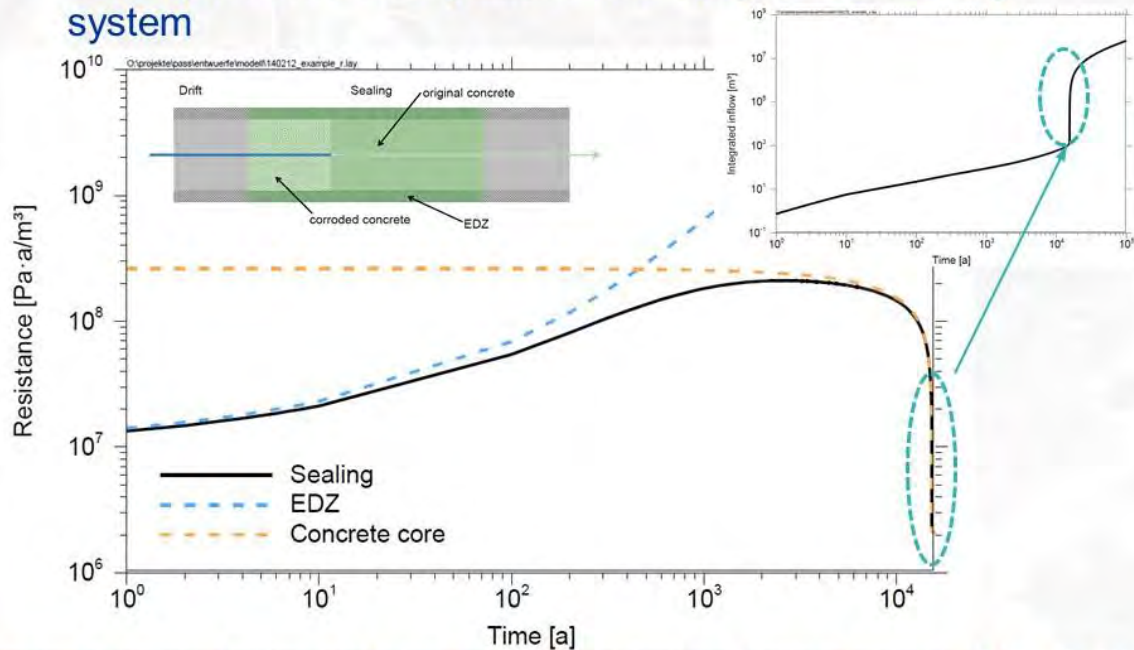 system
O:\projekte\pass\entwuerfe\modell\140212_example_r.lay
Drift
Sealing
original concrete
corroded concrete
EDZ
Resistance [Pa·a/m³]
10¹⁰
10⁹
10⁸
10⁷
10⁶
Sealing
EDZ
Concrete core
10⁰
10¹
10²
10³
10⁴
Time [a]
Integrated inflow [m³]
10⁷
10⁵
10³
10¹
10⁻¹
10⁰
10¹
10²
10³
10⁴
10⁵
Time [a]